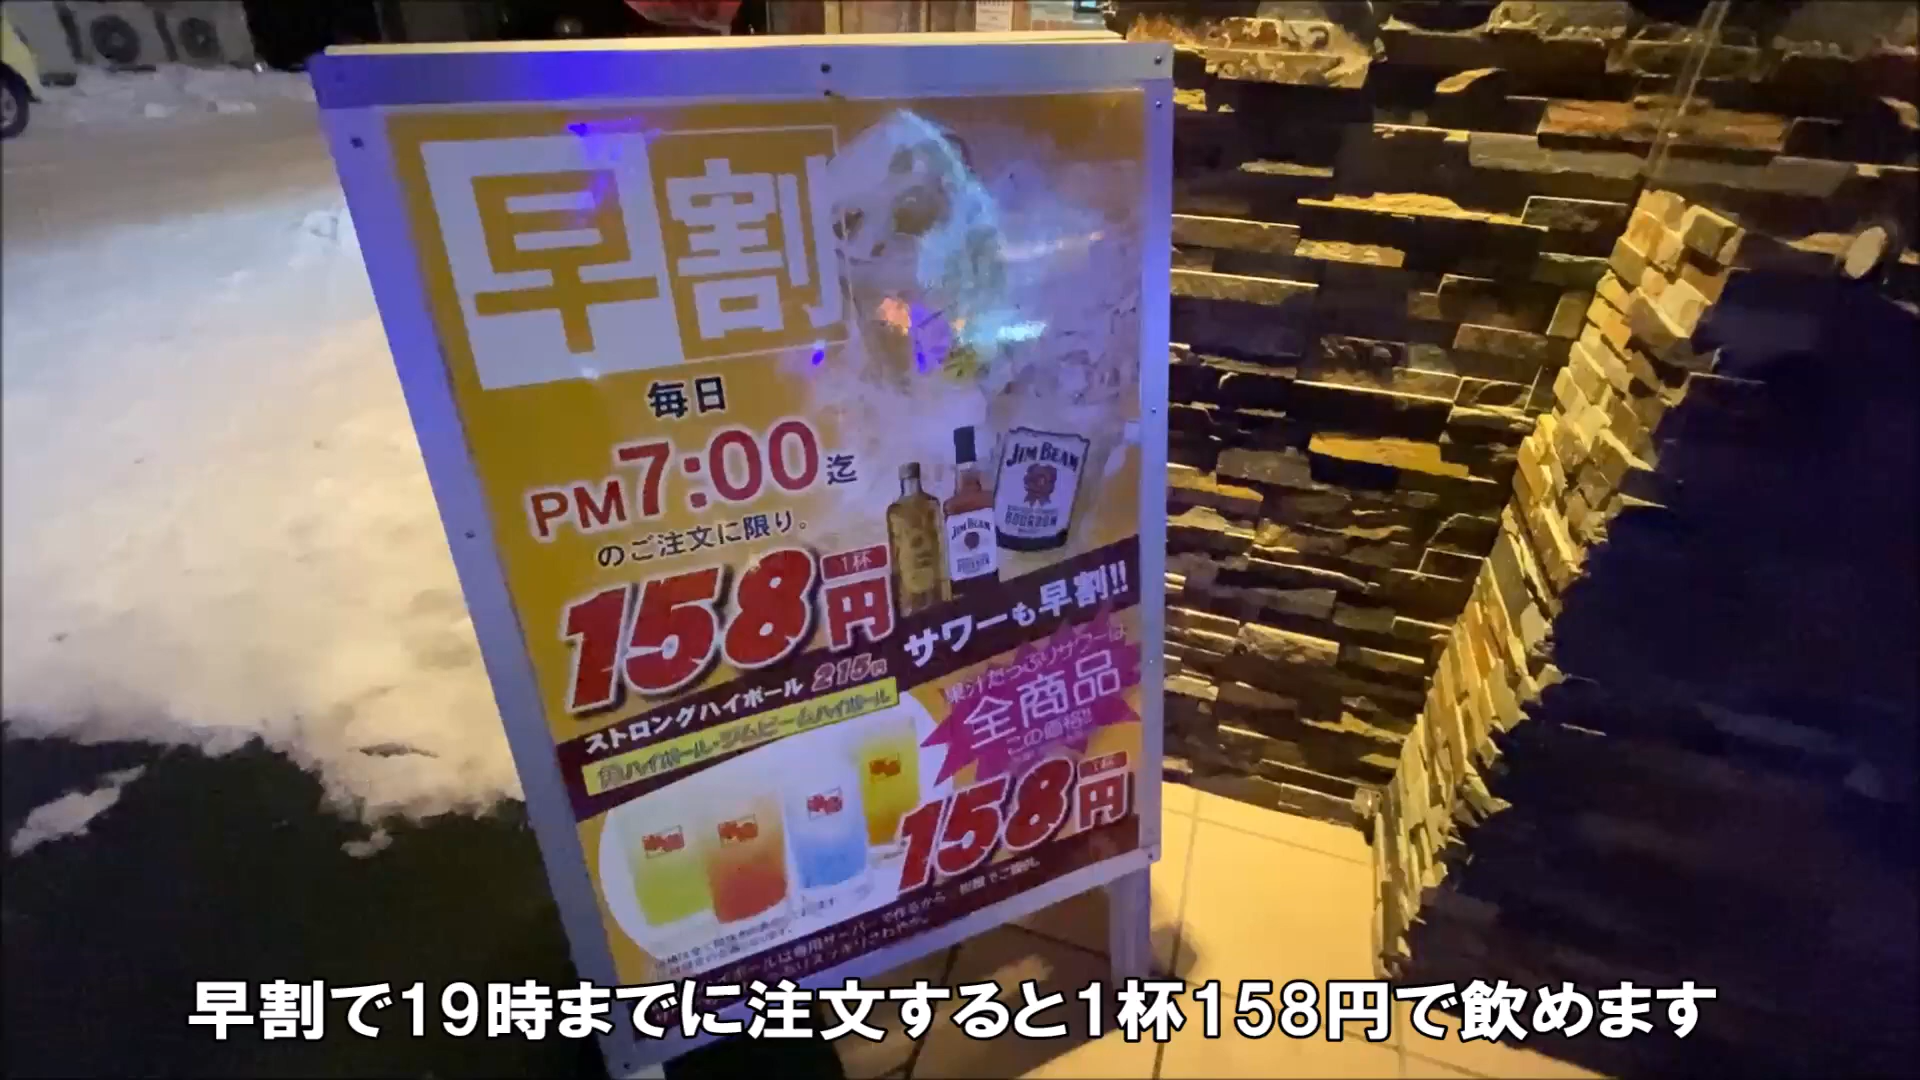 早割
毎日
PM7:00迄
のご注文に限り。
158円
1杯
JIM BEAM
BOURBON
JIM BEAM
サワーも早割!!
ストロングハイボール 215円
角ハイボール・ジムビームハイボール
果汁たっぷりサワーは
全商品
この価格!!
158円
1杯
早割で19時までに注文すると1杯158円で飲めます